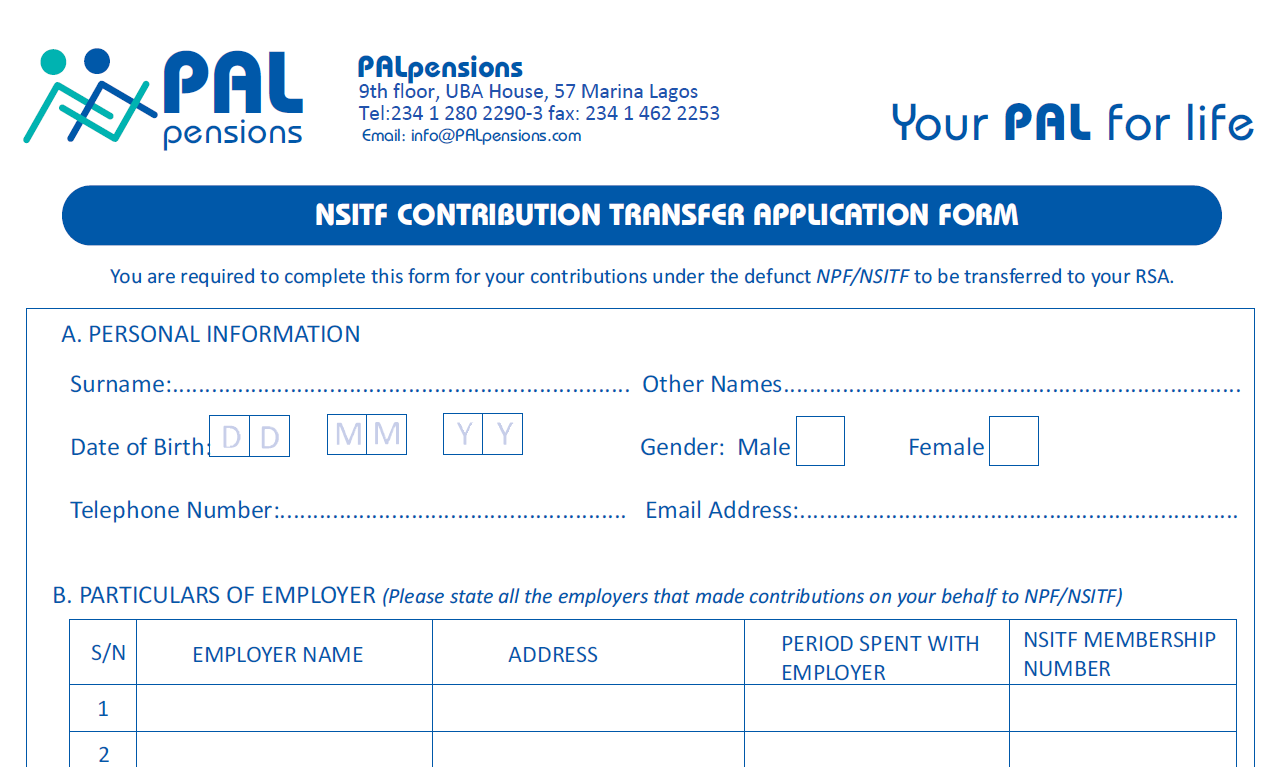 PAL
pensions
PALpensions
9th floor, UBA House, 57 Marina Lagos
Tel:234 1 280 2290-3 fax: 234 1 462 2253
Email: info@PALpensions.com
Your PAL for life
NSITF CONTRIBUTION TRANSFER APPLICATION FORM
You are required to complete this form for your contributions under the defunct NPF/NSITF to be transferred to your RSA.
A. PERSONAL INFORMATION
Surname:...................................................................... Other Names......................................................................
Date of Birth: D D M M Y Y Gender: Male Female
Telephone Number:..................................................... Email Address:...................................................................
B. PARTICULARS OF EMPLOYER (Please state all the employers that made contributions on your behalf to NPF/NSITF)
S/N EMPLOYER NAME ADDRESS PERIOD SPENT WITH EMPLOYER NSITF MEMBERSHIP NUMBER
1
2